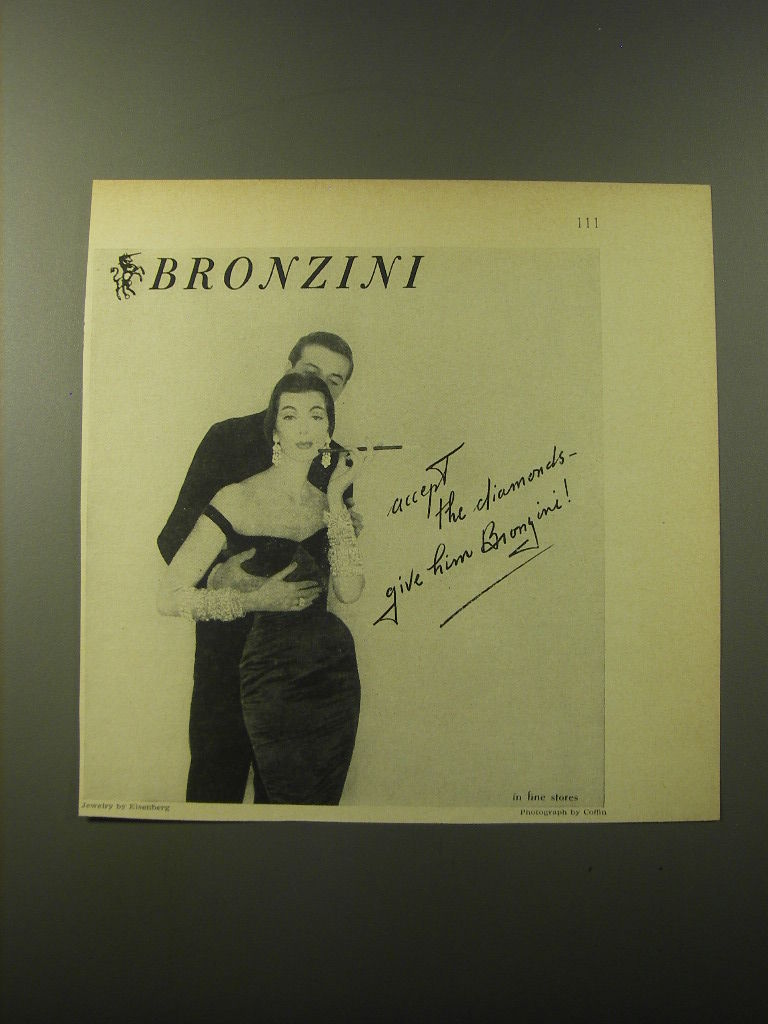 111
BRONZINI
accept
the diamonds-
give him Bronzini!
in fine stores
Jewelry by Eisenberg
Photograph by Coffin